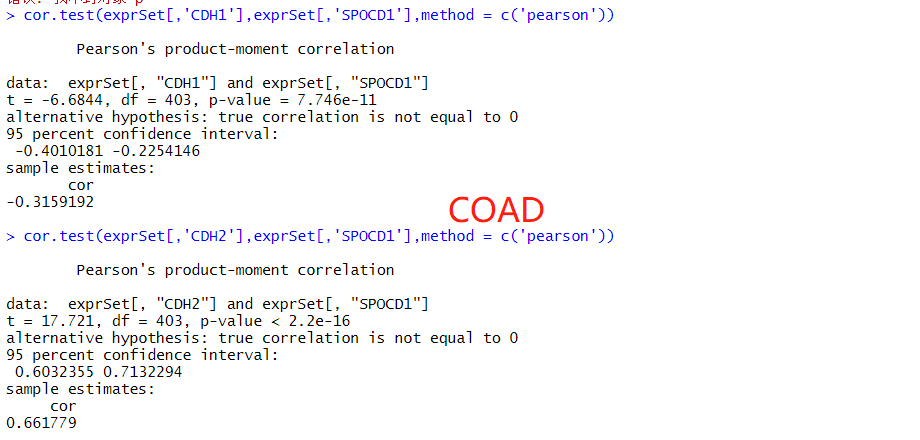 > cor.test(exprSet[,'CDH1'],exprSet[,'SPOCD1'],method = c('pearson'))
Pearson's product-moment correlation
data:  exprSet[, "CDH1"] and exprSet[, "SPOCD1"]
t = -6.6844, df = 403, p-value = 7.746e-11
alternative hypothesis: true correlation is not equal to 0
95 percent confidence interval:
-0.4010181 -0.2254146
sample estimates:
cor
-0.3159192
COAD
> cor.test(exprSet[,'CDH2'],exprSet[,'SPOCD1'],method = c('pearson'))
Pearson's product-moment correlation
data:  exprSet[, "CDH2"] and exprSet[, "SPOCD1"]
t = 17.721, df = 403, p-value < 2.2e-16
alternative hypothesis: true correlation is not equal to 0
95 percent confidence interval:
0.6032355 0.7132294
sample estimates:
cor
0.661779